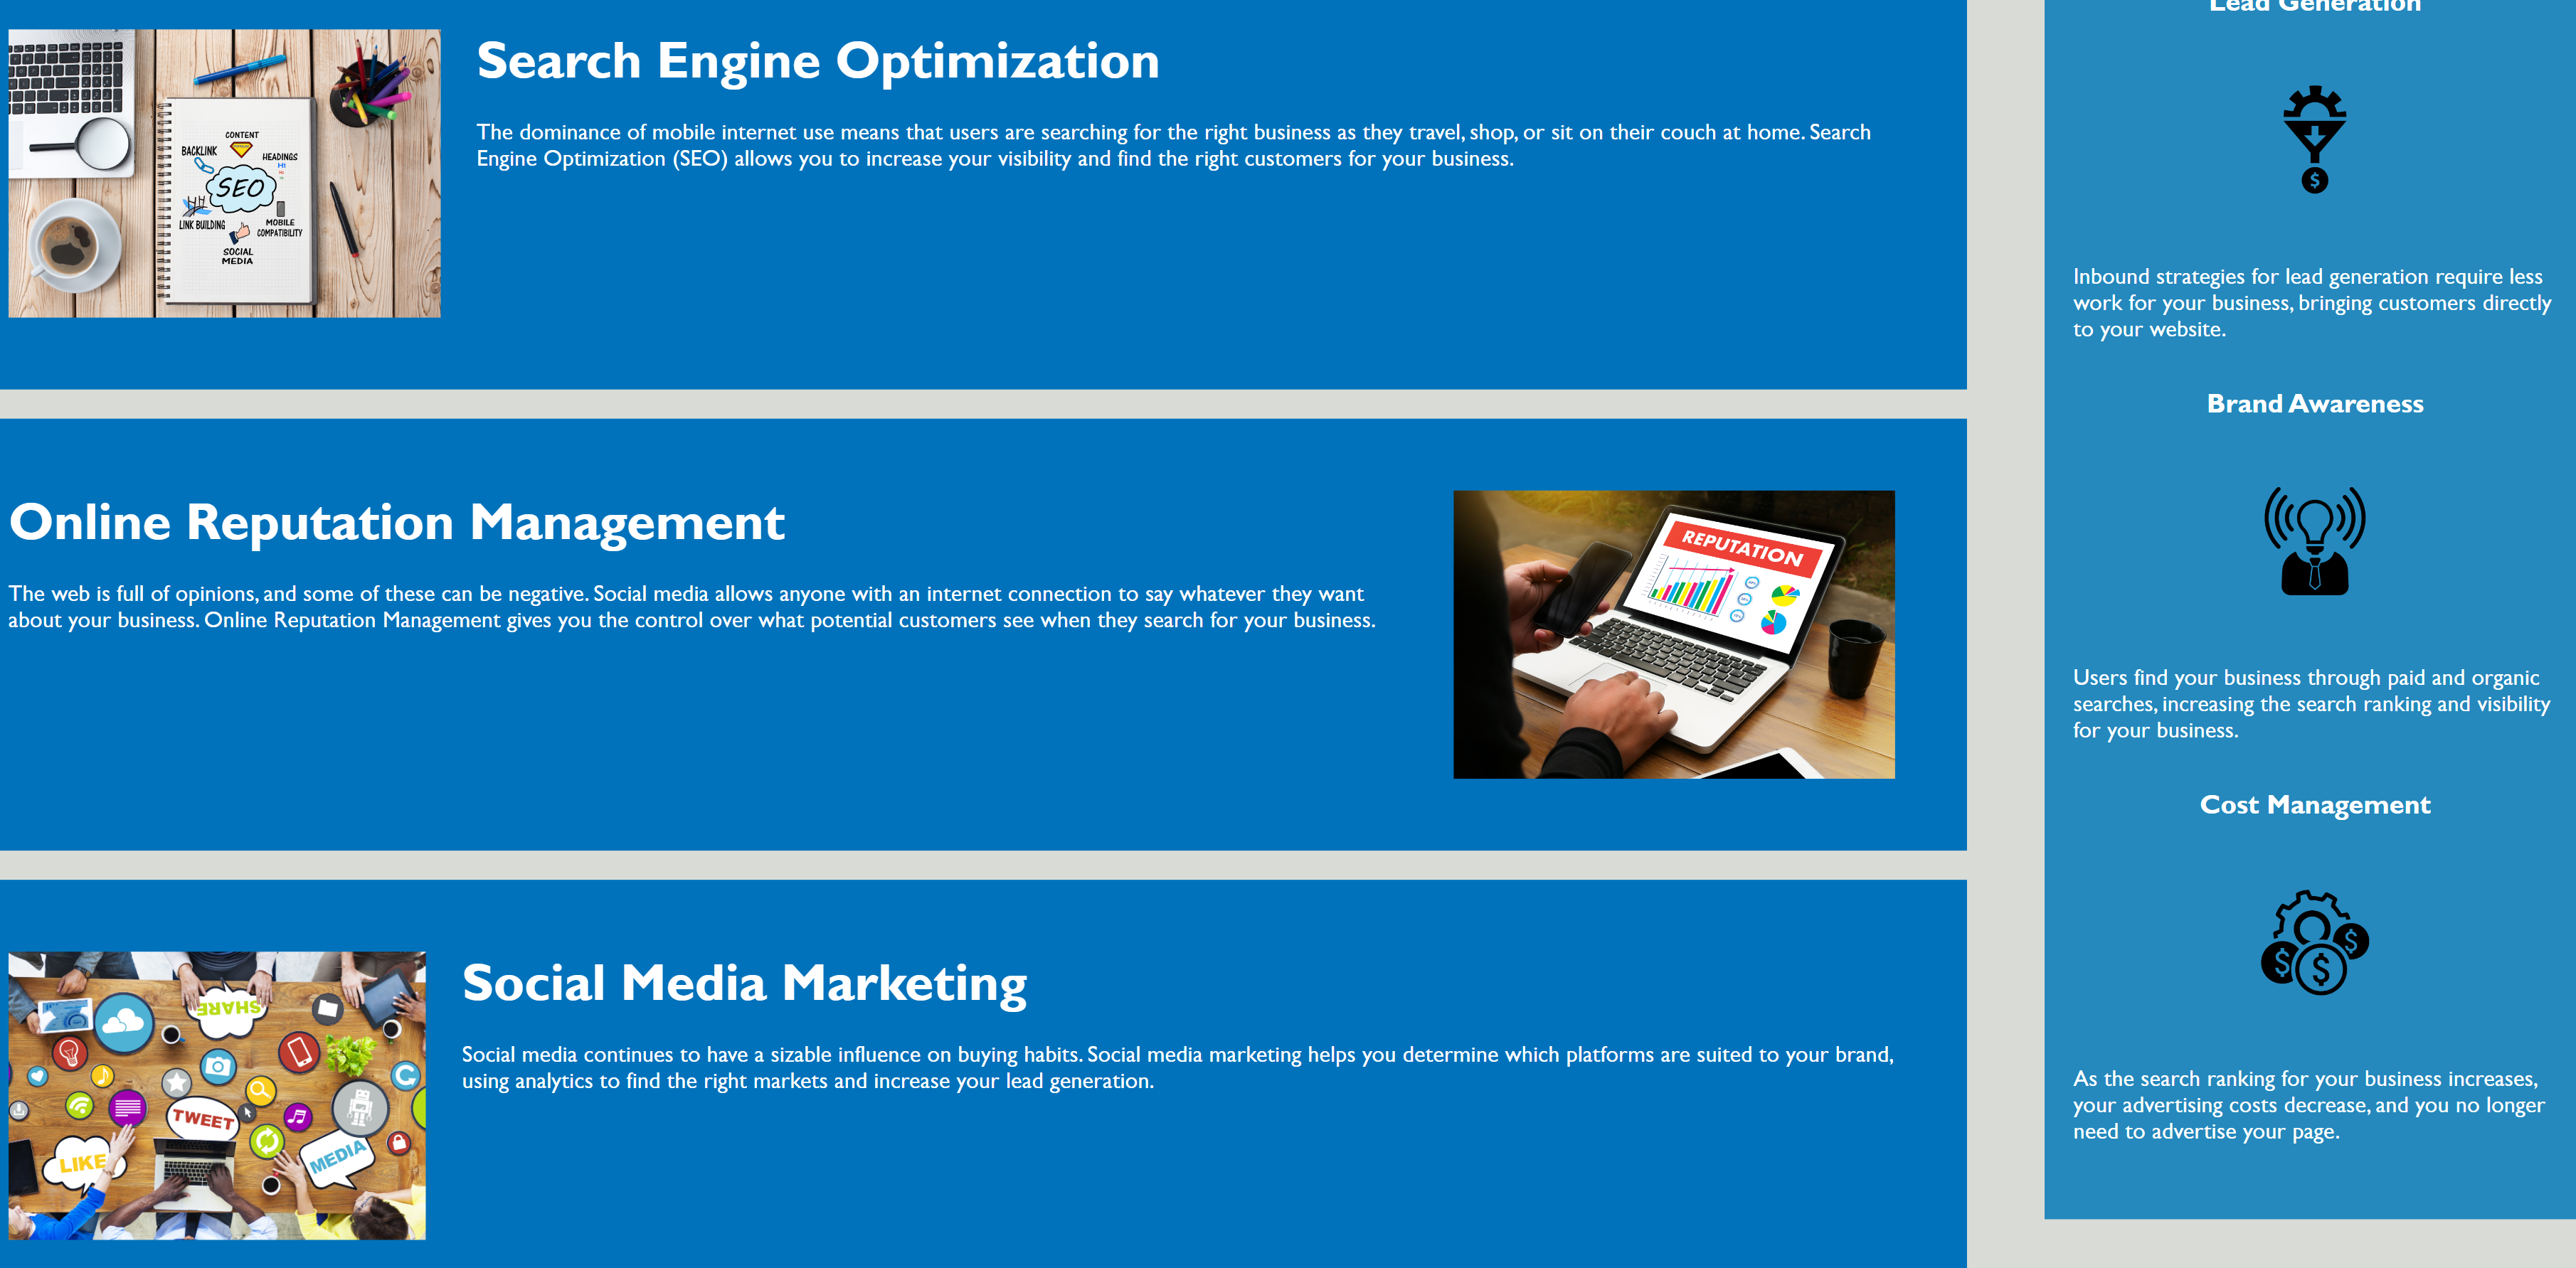 Search Engine Optimization
The dominance of mobile internet use means that users are searching for the right business as they travel, shop, or sit on their couch at home. Search
Engine Optimization (SEO) allows you to increase your visibility and find the right customers for your business.
CONTENT
BACKLINK
HEADINGS
H1
SEO
LINK BUILDING
MOBILE
COMPATIBILITY
SOCIAL
MEDIA
Online Reputation Management
The web is full of opinions, and some of these can be negative. Social media allows anyone with an internet connection to say whatever they want
about your business. Online Reputation Management gives you the control over what potential customers see when they search for your business.
REPUTATION
Social Media Marketing
Social media continues to have a sizable influence on buying habits. Social media marketing helps you determine which platforms are suited to your brand,
using analytics to find the right markets and increase your lead generation.
SHARE
TWEET
LIKE
MEDIA
Lead Generation
$
Inbound strategies for lead generation require less
work for your business, bringing customers directly
to your website.
Brand Awareness
Users find your business through paid and organic
searches, increasing the search ranking and visibility
for your business.
Cost Management
$
$
$
As the search ranking for your business increases,
your advertising costs decrease, and you no longer
need to advertise your page.